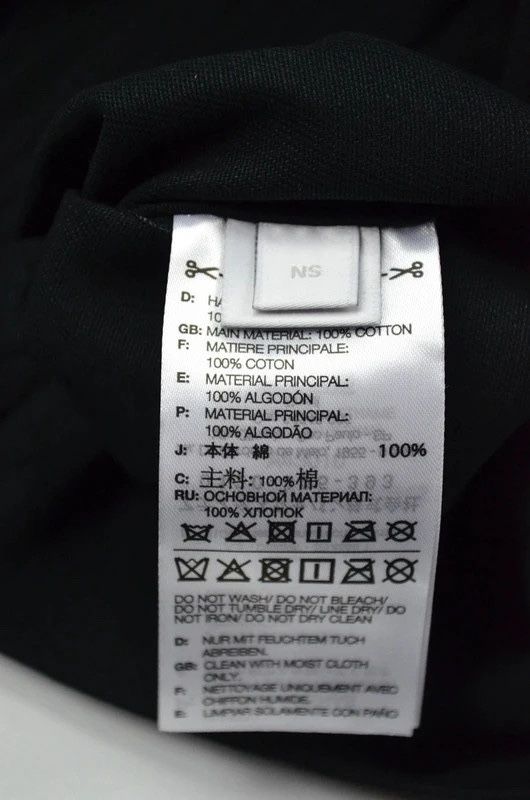 NS
D: HA
10
GB: MAIN MATERIAL: 100% COTTON
F: MATIERE PRINCIPALE:
100% COTON
E: MATERIAL PRINCIPAL:
100% ALGODÓN
P: MATERIAL PRINCIPAL:
100% ALGODÃO
J: 本体 綿 100%
C: 主料: 100%棉
RU: ОСНОВНОЙ МАТЕРИАЛ:
100% ХЛОПОК
DO NOT WASH/ DO NOT BLEACH/
DO NOT TUMBLE DRY/ LINE DRY/ DO
NOT IRON/ DO NOT DRY CLEAN
D: NUR MIT FEUCHTEM TUCH
ABREIBEN.
GB: CLEAN WITH MOIST CLOTH
ONLY.
F: NETTOYAGE UNIQUEMENT AVEC
CHIFFON HUMIDE.
E: LIMPIAR SOLAMENTE CON PAÑO